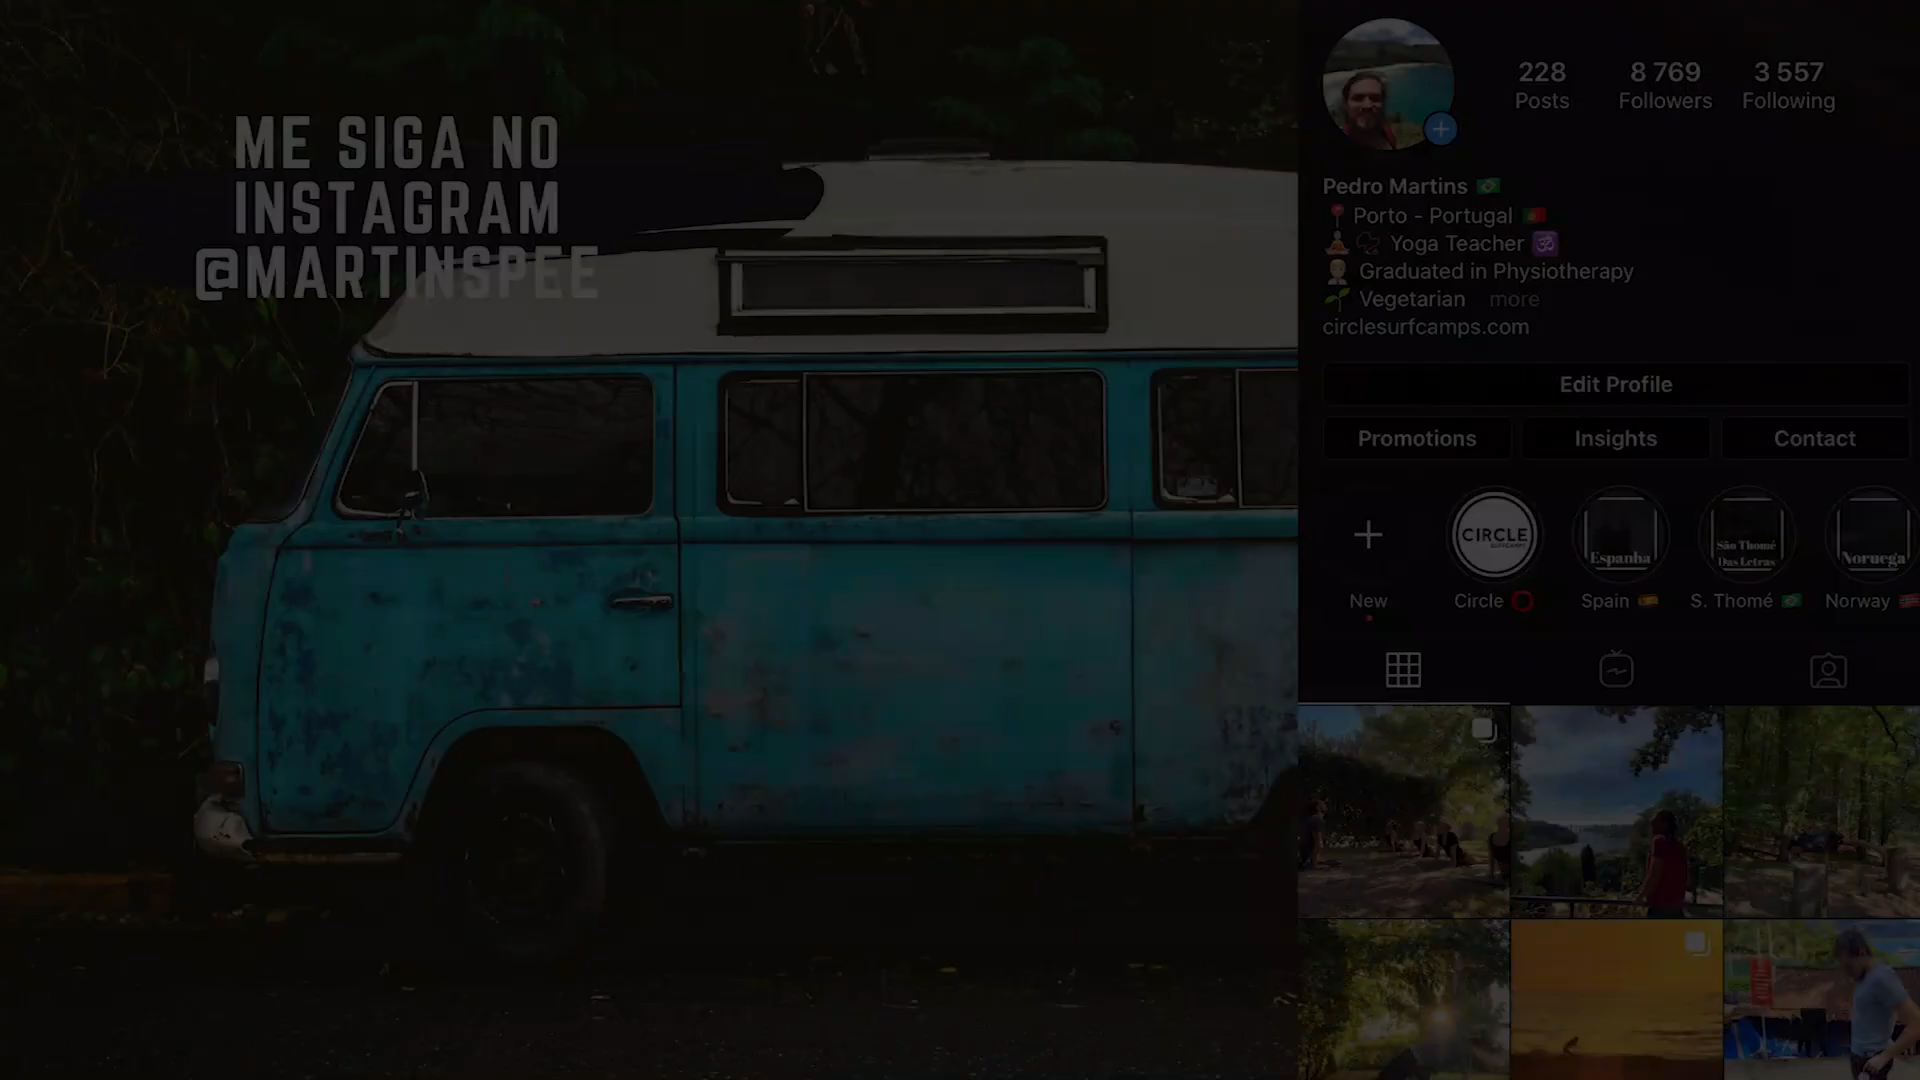 ME SIGA NO
INSTAGRAM
@MARTINSPEE
228
Posts
8 769
Followers
3 557
Following
Pedro Martins 🇧🇷
📍 Porto - Portugal 🇵🇹
Yoga Teacher 🕉
Graduated in Physiotherapy
🌱 Vegetarian more
circlesurfcamps.com
Edit Profile
Promotions
Insights
Contact
CIRCLE
SURFCAMPS
Espanha
São Thomé
Das Letras
Noruega
New
Circle ⭕
Spain 🇪🇸
S. Thomé 🇧🇷
Norway 🇳🇴